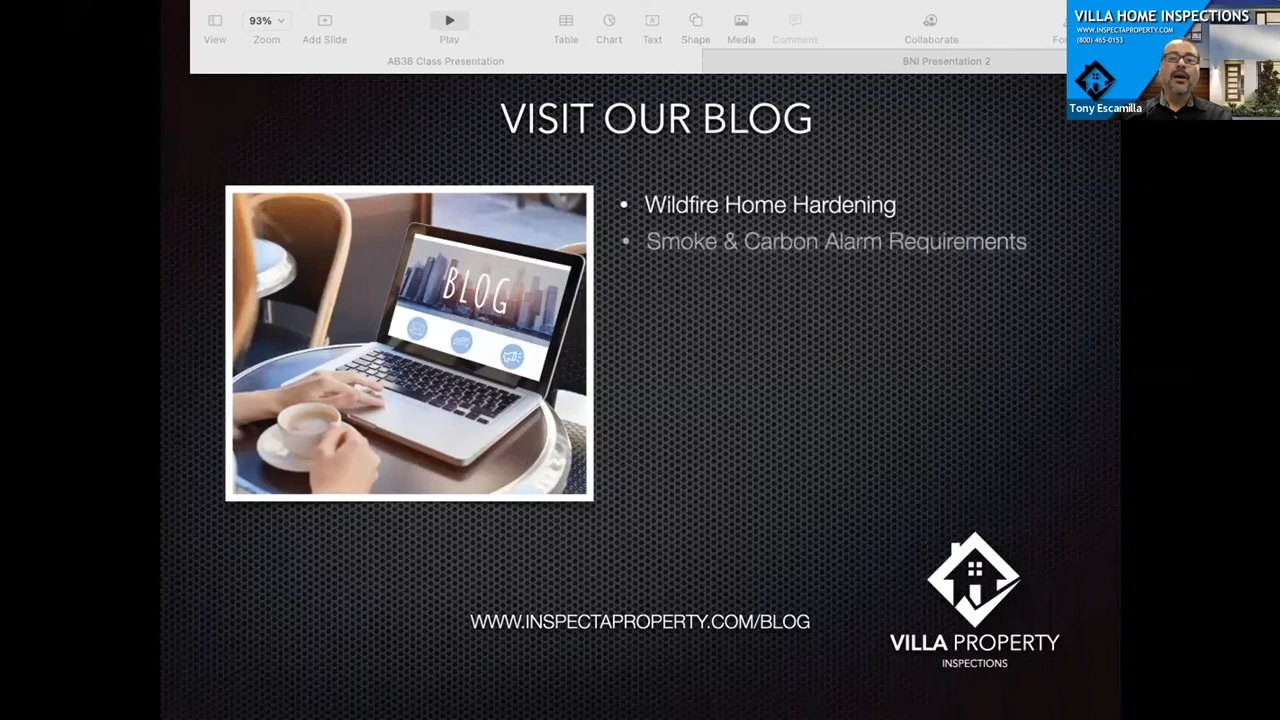 93%
View
Zoom
Add Slide
Play
Table
Chart
Text
Shape
Media
Comment
Collaborate
AB38 Class Presentation
BNI Presentation 2
VILLA HOME INSPECTIONS
WWW.INSPECTAPROPERTY.COM
(800) 465-0153
Tony Escamilla
VISIT OUR BLOG
• Wildfire Home Hardening
• Smoke & Carbon Alarm Requirements
BLOG
WWW.INSPECTAPROPERTY.COM/BLOG
VILLA PROPERTY
INSPECTIONS